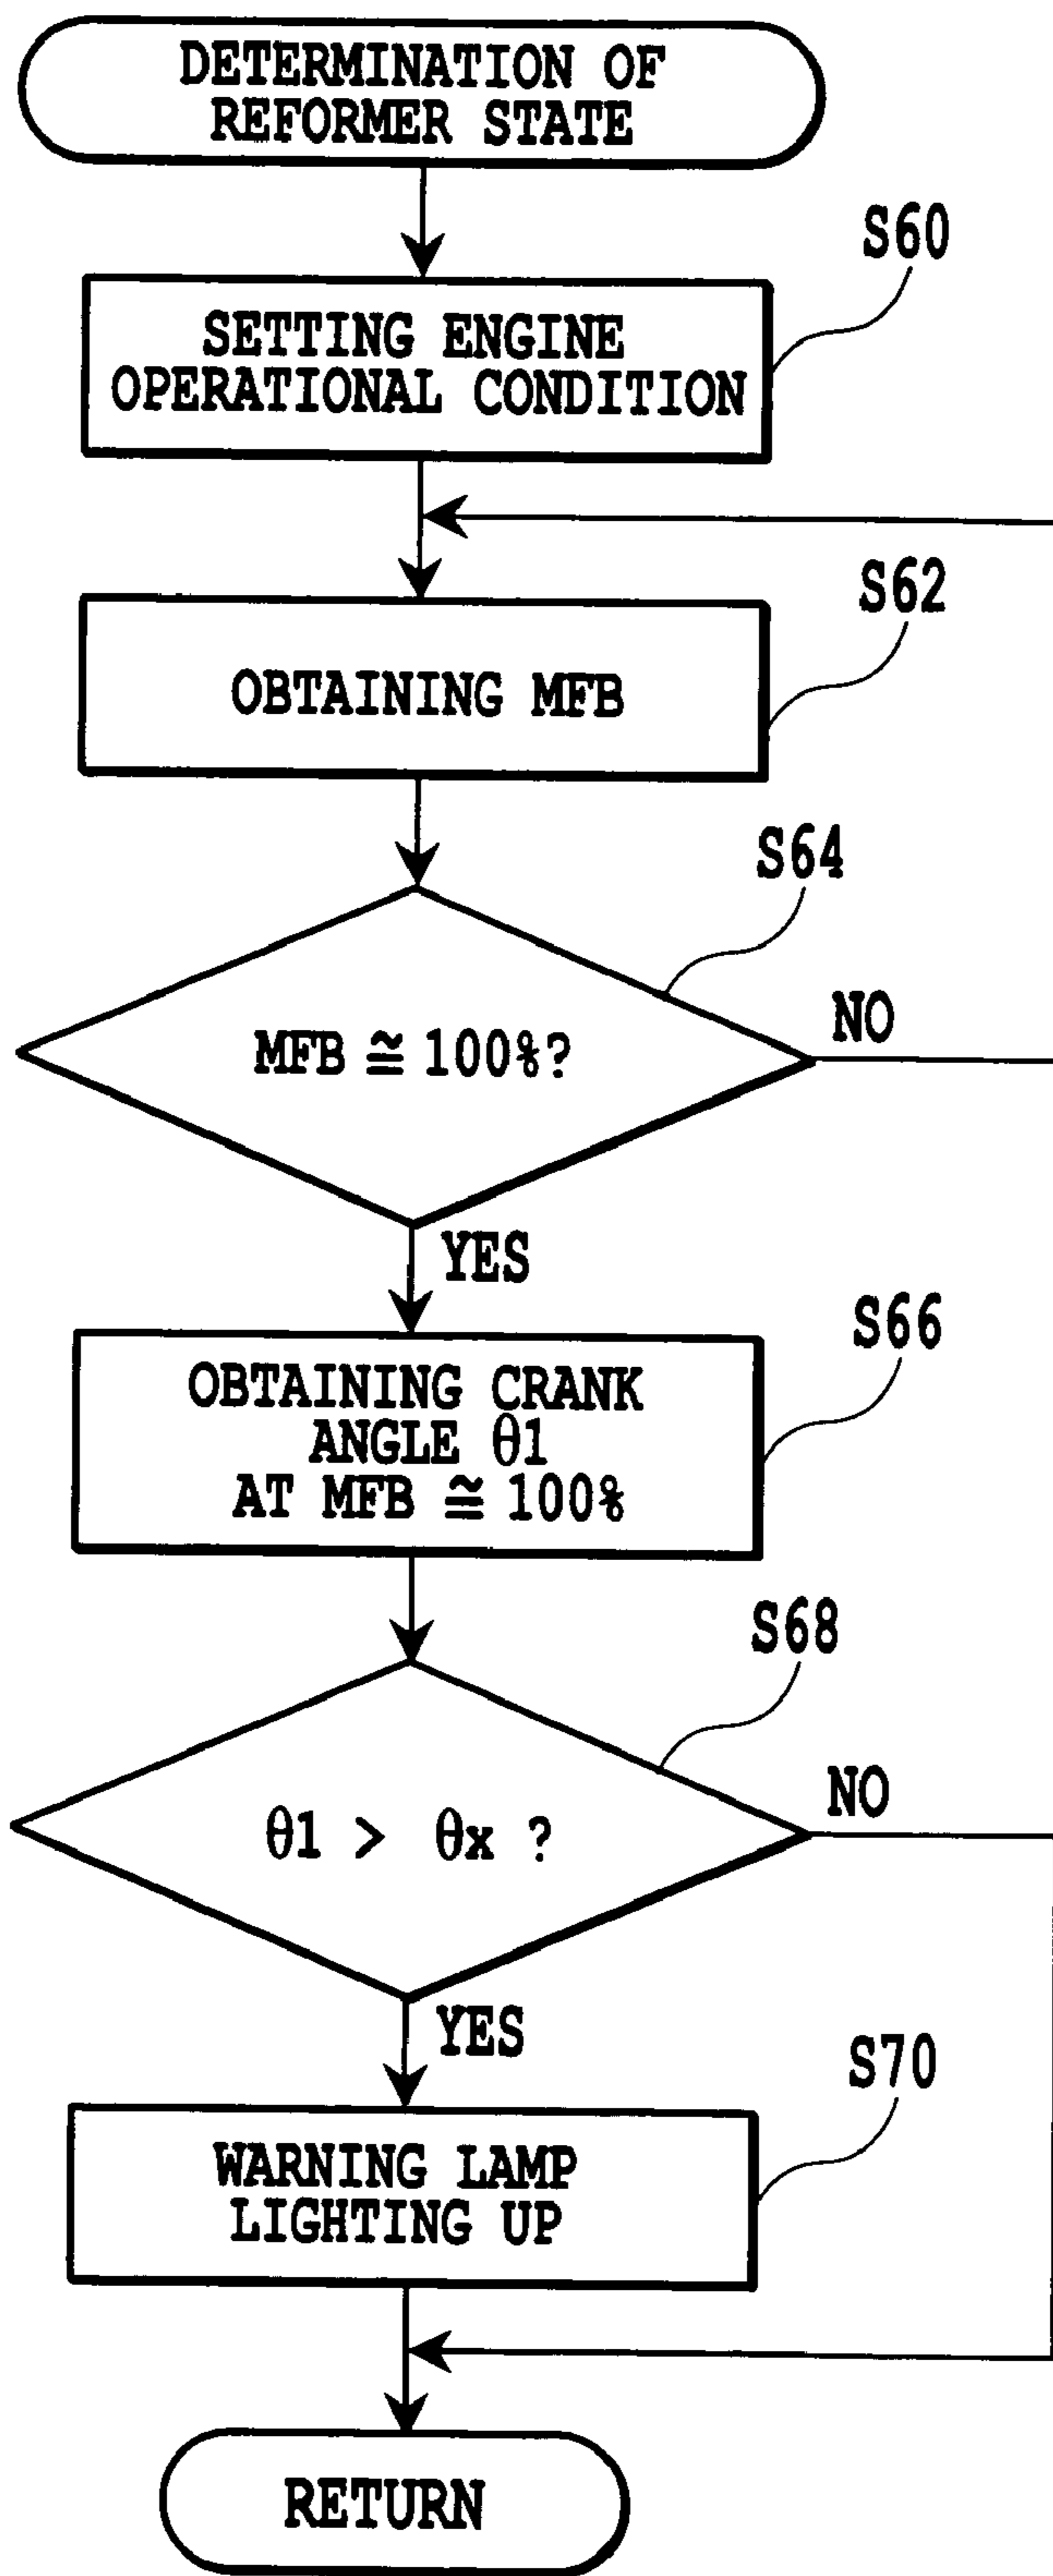 DETERMINATION OF
REFORMER STATE
S60
SETTING ENGINE
OPERATIONAL CONDITION
S62
OBTAINING MFB
S64
MFB ≅ 100%?
NO
YES
S66
OBTAINING CRANK
ANGLE θ1
AT MFB ≅ 100%
S68
θ1 > θx ?
NO
YES
S70
WARNING LAMP
LIGHTING UP
RETURN